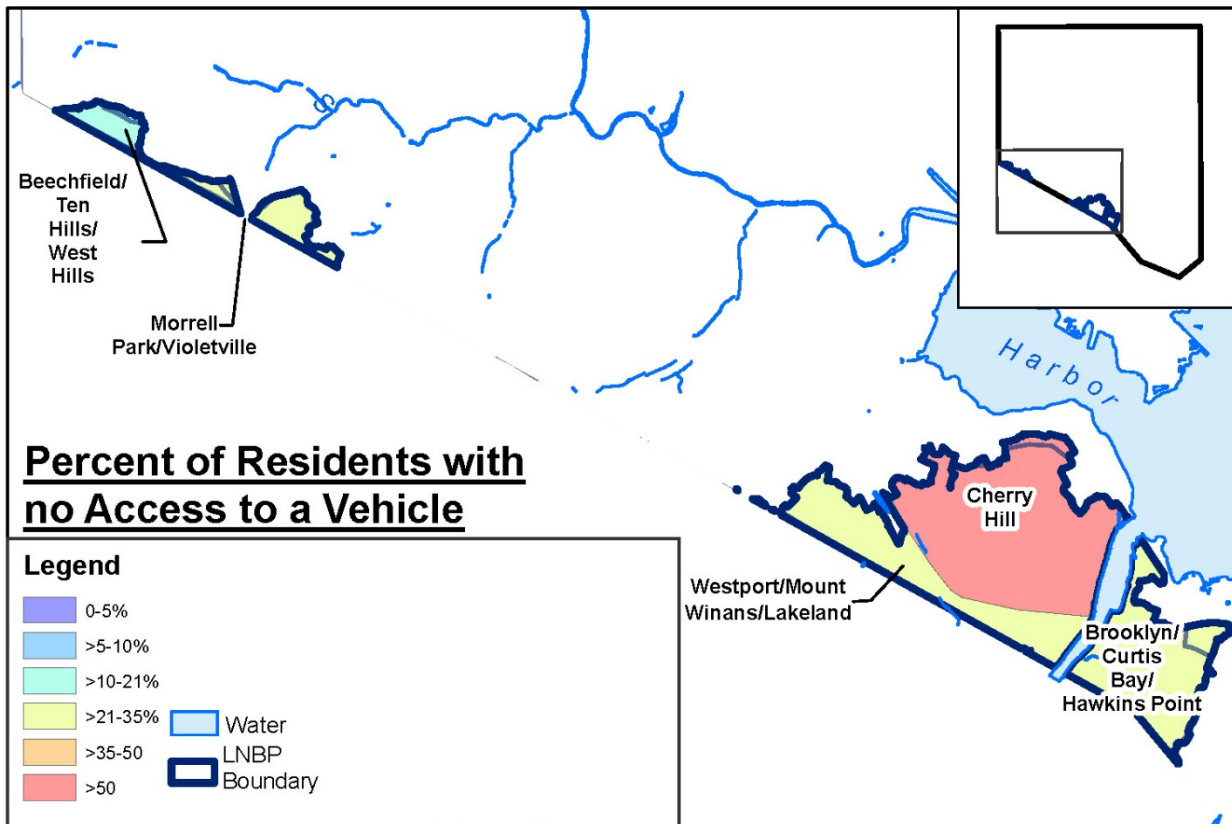 Beechfield/
Ten
Hills/
West
Hills
Morrell
Park/Violetville
Harbor
Percent of Residents with
no Access to a Vehicle
Cherry
Hill
Westport/Mount
Winans/Lakeland
Brooklyn/
Curtis
Bay/
Hawkins Point
Legend
0-5%
>5-10%
>10-21%
>21-35%
>35-50
>50
Water
LNBP
Boundary